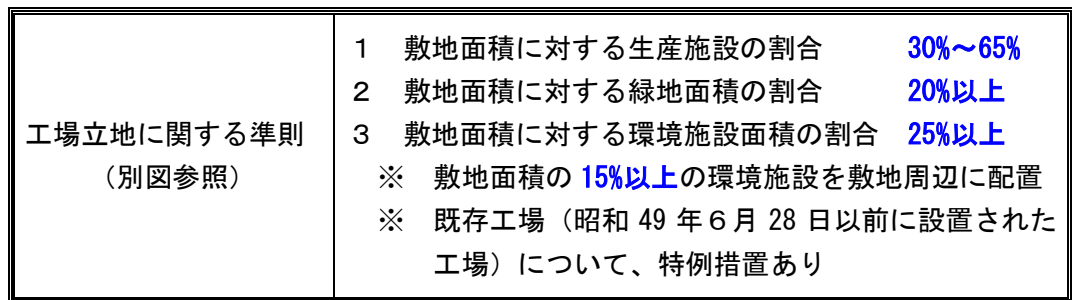 工場立地に関する準則
（別図参照）
１　敷地面積に対する生産施設の割合　30%～65%
２　敷地面積に対する緑地面積の割合　20%以上
３　敷地面積に対する環境施設面積の割合　25%以上
※　敷地面積の 15%以上の環境施設を敷地周辺に配置
※　既存工場（昭和 49 年６月 28 日以前に設置された
工場）について、特例措置あり